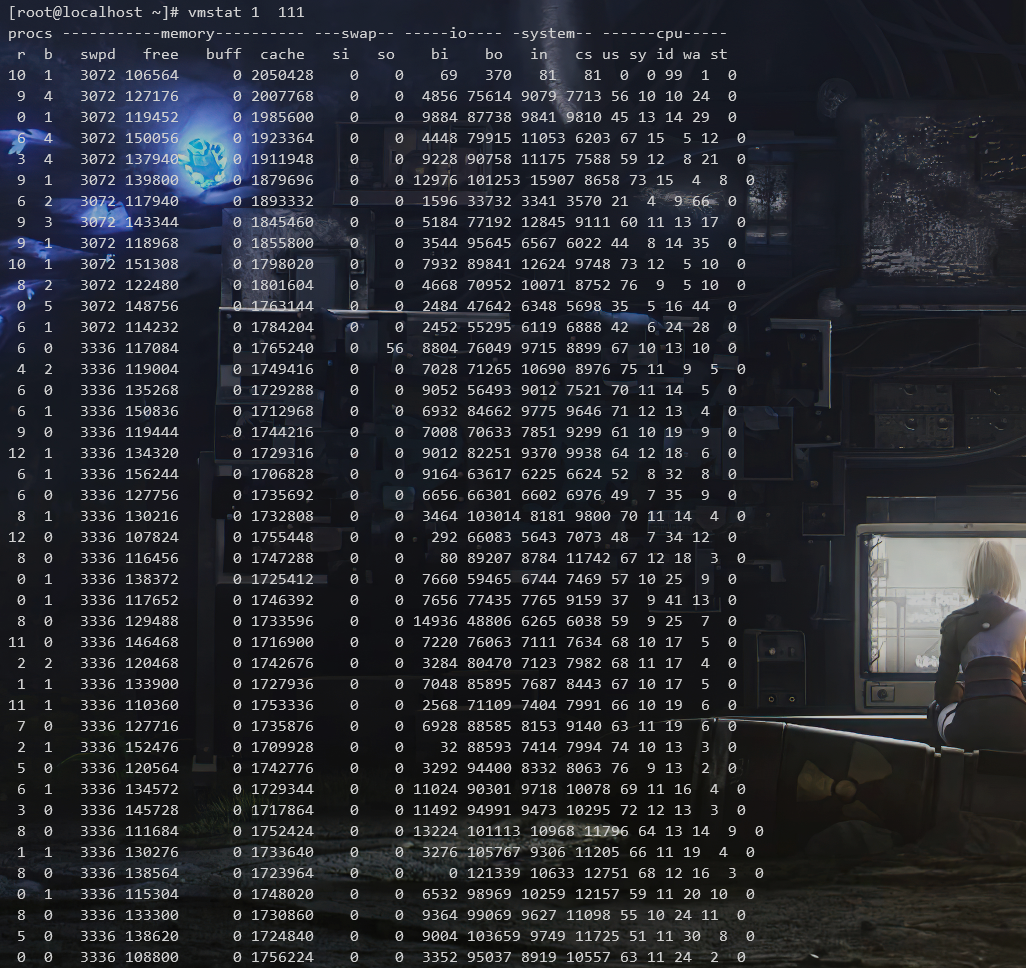 [root@localhost ~]# vmstat 1  111
procs -----------memory---------- ---swap-- -----io---- -system-- ------cpu-----
 r  b   swpd   free   buff  cache   si   so    bi    bo   in   cs us sy id wa st
10  1   3072 106564      0 2050428    0    0    69   370   81   81  0  0 99  1  0
 9  4   3072 127176      0 2007768    0    0  4856 75614 9079 7713 56 10 10 24  0
 0  1   3072 119452      0 1985600    0    0  9884 87738 9841 9810 45 13 14 29  0
 6  4   3072 150056      0 1923364    0    0  4448 79915 11053 6203 67 15  5 12  0
 3  4   3072 137940      0 1911948    0    0  9228 90758 11175 7588 59 12  8 21  0
 9  1   3072 139800      0 1879696    0    0 12976 101253 15907 8658 73 15  4  8  0
 6  2   3072 117940      0 1893332    0    0  1596 33732 3341 3570 21  4  9 66  0
 9  3   3072 143344      0 1845460    0    0  5184 77192 12845 9111 60 11 13 17  0
 9  1   3072 118968      0 1855800    0    0  3544 95645 6567 6022 44  8 14 35  0
10  1   3072 151308      0 1798020    0    0  7932 89841 12624 9748 73 12  5 10  0
 8  2   3072 122480      0 1801604    0    0  4668 70952 10071 8752 76  9  5 10  0
 0  5   3072 148756      0 1763144    0    0  2484 47642 6348 5698 35  5 16 44  0
 6  1   3072 114232      0 1784204    0    0  2452 55295 6119 6888 42  6 24 28  0
 6  0   3336 117084      0 1765240    0   56  8804 76049 9715 8899 67 10 13 10  0
 4  2   3336 119004      0 1749416    0    0  7028 71265 10690 8976 75 11  9  5  0
 6  0   3336 135268      0 1729288    0    0  9052 56493 9012 7521 70 11 14  5  0
 6  1   3336 150836      0 1712968    0    0  6932 84662 9775 9646 71 12 13  4  0
 9  0   3336 119444      0 1744216    0    0  7008 70633 7851 9299 61 10 19  9  0
12  1   3336 134320      0 1729316    0    0  9012 82251 9370 9938 64 12 18  6  0
 6  1   3336 156244      0 1706828    0    0  9164 63617 6225 6624 52  8 32  8  0
 6  0   3336 127756      0 1735692    0    0  6656 66301 6602 6976 49  7 35  9  0
 8  1   3336 130216      0 1732808    0    0  3464 103014 8181 9800 70 11 14  4  0
12  0   3336 107824      0 1755448    0    0   292 66083 5643 7073 48  7 34 12  0
 8  0   3336 116456      0 1747288    0    0    80 89207 8784 11742 67 12 18  3  0
 0  1   3336 138372      0 1725412    0    0  7660 59465 6744 7469 57 10 25  9  0
 0  1   3336 117652      0 1746392    0    0  7656 77435 7765 9159 37  9 41 13  0
 8  0   3336 129488      0 1733596    0    0 14936 48806 6265 6038 59  9 25  7  0
11  0   3336 146468      0 1716900    0    0  7220 76063 7111 7634 68 10 17  5  0
 2  2   3336 120468      0 1742676    0    0  3284 80470 7123 7982 68 11 17  4  0
 1  1   3336 133900      0 1727936    0    0  7048 85895 7687 8443 67 10 17  5  0
11  1   3336 110360      0 1753336    0    0  2568 71109 7404 7991 66 10 19  6  0
 7  0   3336 127716      0 1735876    0    0  6928 88585 8153 9140 63 11 19  6  0
 2  1   3336 152476      0 1709928    0    0    32 88593 7414 7994 74 10 13  3  0
 5  0   3336 120564      0 1742776    0    0  3292 94400 8332 8063 76  9 13  2  0
 6  1   3336 134572      0 1729344    0    0 11024 90301 9718 10078 69 11 16  4  0
 3  0   3336 145728      0 1717864    0    0 11492 94991 9473 10295 72 12 13  3  0
 8  0   3336 111684      0 1752424    0    0 13224 101113 10968 11796 64 13 14  9  0
 1  1   3336 130276      0 1733640    0    0  3276 105767 9306 11205 66 11 19  4  0
 8  0   3336 138564      0 1723964    0    0     0 121339 10633 12751 68 12 16  3  0
 0  1   3336 115304      0 1748020    0    0  6532 98969 10259 12157 59 11 20 10  0
 8  0   3336 133300      0 1730860    0    0  9364 99069 9627 11098 55 10 24 11  0
 5  0   3336 138620      0 1724840    0    0  9004 103659 9749 11725 51 11 30  8  0
 0  0   3336 108800      0 1756224    0    0  3352 95037 8919 10557 63 11 24  2  0